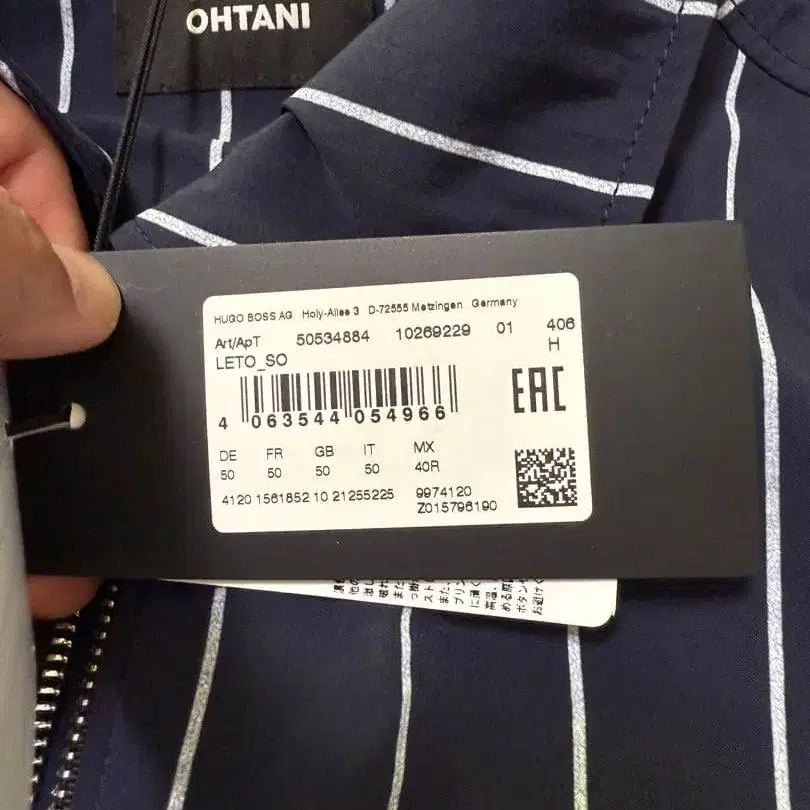 OHTANI
HUGO BOSS AG Holy-Allee 3 D-72555 Metzingen Germany
Art/ApT 50534884 10269229 01 406
LETO_SO H
EAC
4 063544 054966
DE FR GB IT MX
50 50 50 50 40R
4120 1561852 10 21255225 9974120
Z015796190